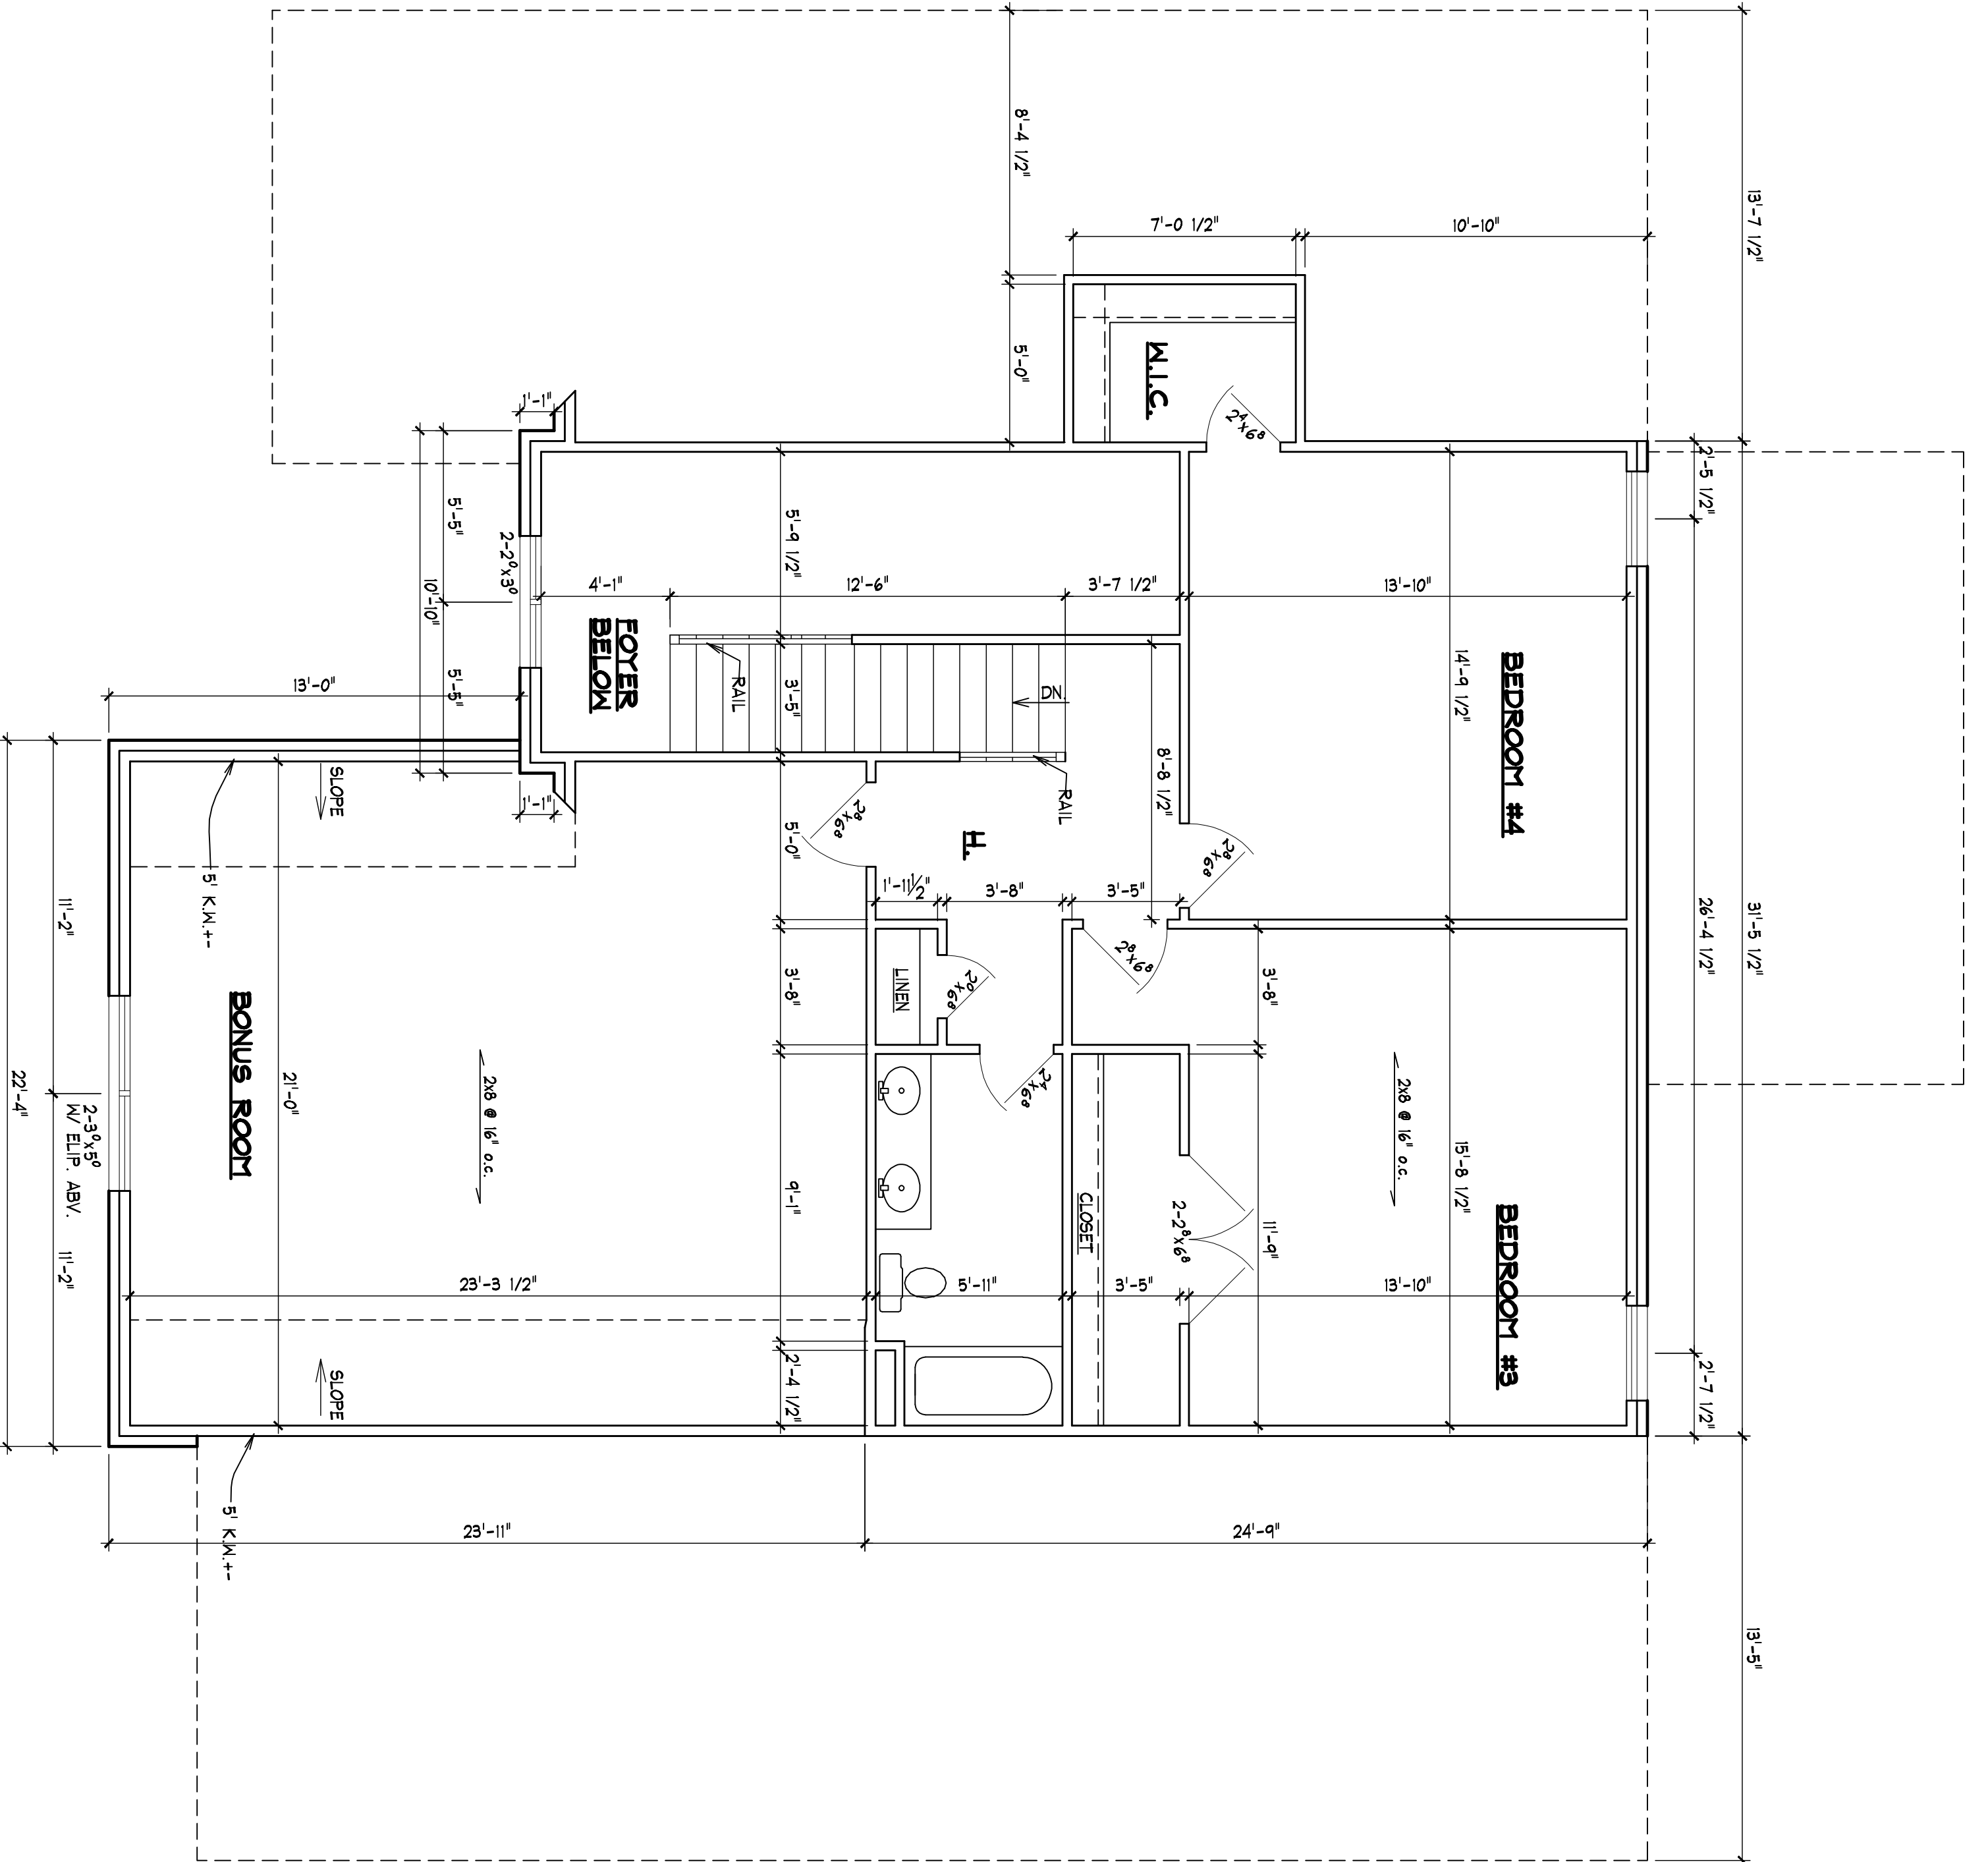 13'-7 1/2"
31'-5 1/2"
13'-5"
2'-5 1/2"
26'-4 1/2"
2'-7 1/2"
BEDROOM #4
BEDROOM #3
14'-9 1/2"
15'-8 1/2"
2x8 @ 16" o.c.
10'-10"
13'-10"
13'-10"
24'-9"
3'-8"
11'-9"
2⁴x6⁸
2⁸x6⁸
2-2⁸x6⁸
7'-0 1/2"
W.I.C.
8'-8 1/2"
2⁸x6⁸
3'-7 1/2"
3'-5"
3'-5"
CLOSET
RAIL
DN.
8'-4 1/2"
5'-0"
2⁴x6⁸
H.
3'-8"
2⁰x6⁸
5'-11"
LINEN
1'-11 1/2"
12'-6"
2⁸x6⁸
5'-9 1/2"
3'-5"
5'-0"
3'-8"
9'-1"
2'-4 1/2"
RAIL
4'-1"
FOYER
BELOW
1'-1"
1'-1"
2-2⁰x3⁰
2x8 @ 16" o.c.
23'-3 1/2"
23'-11"
5'-5"
5'-5"
10'-10"
SLOPE
SLOPE
13'-0"
21'-0"
BONUS ROOM
5' K.W.+-
5' K.W.+-
2-3⁰x5⁰
W/ ELIP. ABV.
11'-2"
11'-2"
22'-4"